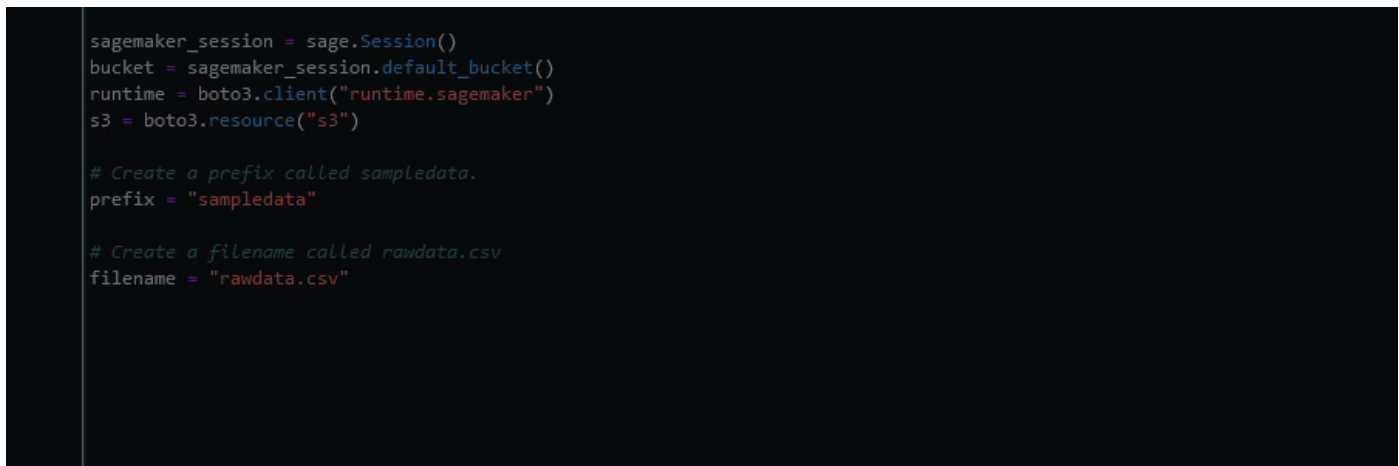 sagemaker_session = sage.Session()
bucket = sagemaker_session.default_bucket()
runtime = boto3.client("runtime.sagemaker")
s3 = boto3.resource("s3")
# Create a prefix called sampledata.
prefix = "sampledata"
# Create a filename called rawdata.csv
filename = "rawdata.csv"